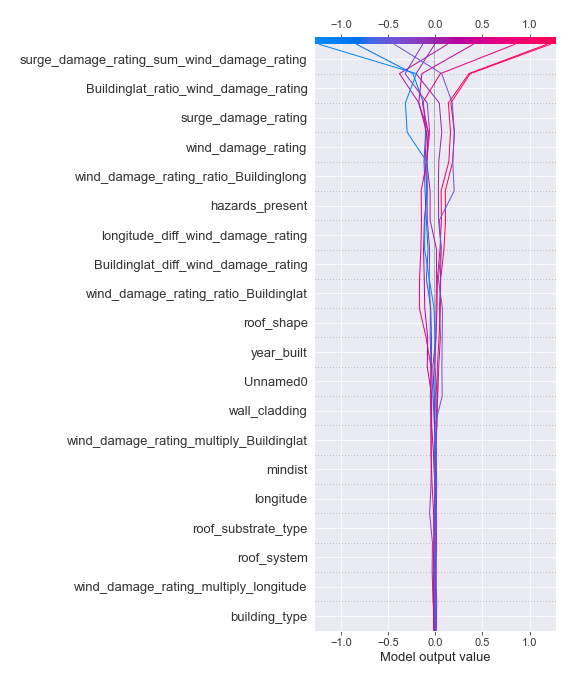 −1.0 −0.5 0.0 0.5 1.0
surge_damage_rating_sum_wind_damage_rating
Buildinglat_ratio_wind_damage_rating
surge_damage_rating
wind_damage_rating
wind_damage_rating_ratio_Buildinglong
hazards_present
longitude_diff_wind_damage_rating
Buildinglat_diff_wind_damage_rating
wind_damage_rating_ratio_Buildinglat
roof_shape
year_built
Unnamed0
wall_cladding
wind_damage_rating_multiply_Buildinglat
mindist
longitude
roof_substrate_type
roof_system
wind_damage_rating_multiply_longitude
building_type
−1.0 −0.5 0.0 0.5 1.0
Model output value